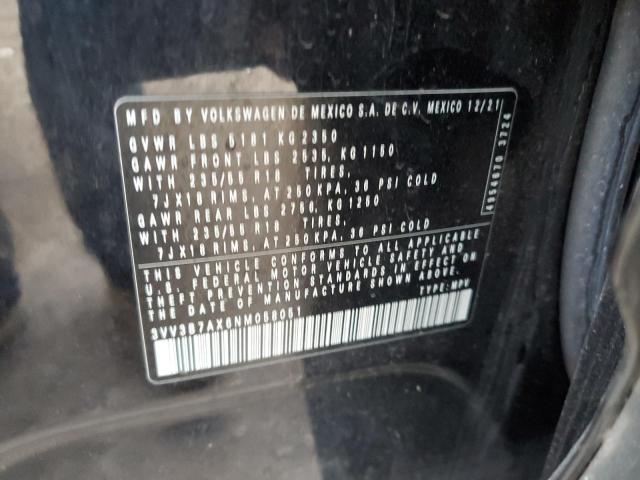 MFD. BY VOLKSWAGEN DE MEXICO S.A. DE C.V. MEXICO 12/21
GVWR LBS 5181 KG 2350
GAWR FRONT LBS 2535, KG 1150
WITH 235/55 R18 TIRES,
7JX18 RIMS, AT 250 KPA, 36 PSI COLD
GAWR REAR LBS KG 1260
WITH 235/55 R18 TIRES,
7JX18 RIMS, AT 250 KPA, 36 PSI COLD
THIS VEHICLE CONFORMS TO ALL APPLICABLE
U.S. FEDERAL MOTOR VEHICLE SAFETY AND
THEFT PREVENTION STANDARDS IN EFFECT ON
THE DATE OF MANUFACTURE SHOWN ABOVE.
3VV3B7AX6NM058051 TYPE: MPV
3724